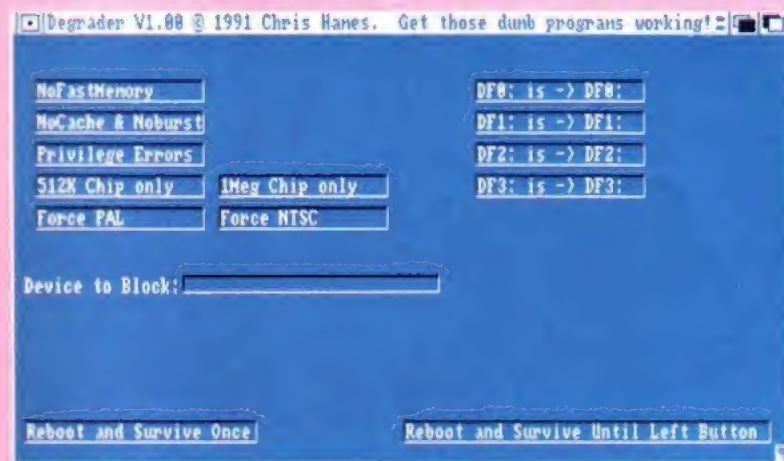 Degrader V1.00 © 1991 Chris Hames. Get those dumb programs working!
NoFastMemory
DF0: is -> DF0:
NoCache & Noburst
DF1: is -> DF1:
Privilege Errors
DF2: is -> DF2:
512K Chip only
1Meg Chip only
DF3: is -> DF3:
Force PAL
Force NTSC
Device to Block:
Reboot and Survive Once
Reboot and Survive Until Left Button